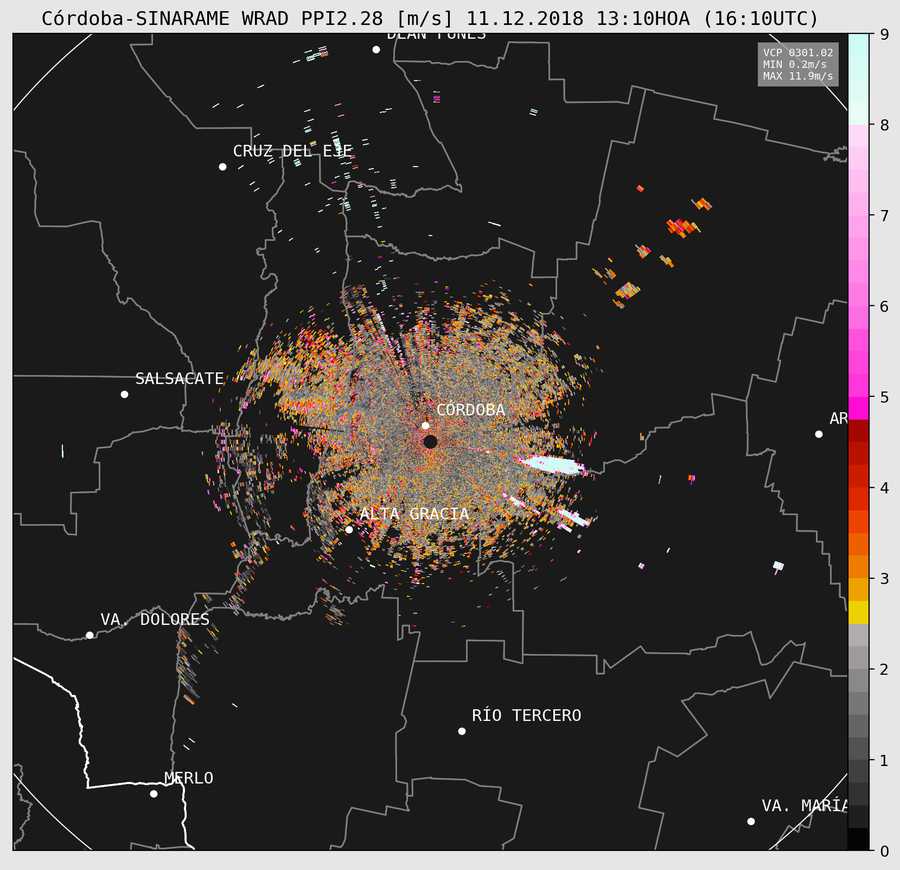 Córdoba-SINARAME WRAD PPI2.28 [m/s] 11.12.2018 13:10HOA (16:10UTC)
DEAN FUNES
VCP 0301.02
MIN 0.2m/s
MAX 11.9m/s
CRUZ DEL EJE
SALSACATE
CÓRDOBA
AR
ALTA GRACIA
VA. DOLORES
RÍO TERCERO
MERLO
VA. MARÍA
9
8
7
6
5
4
3
2
1
0